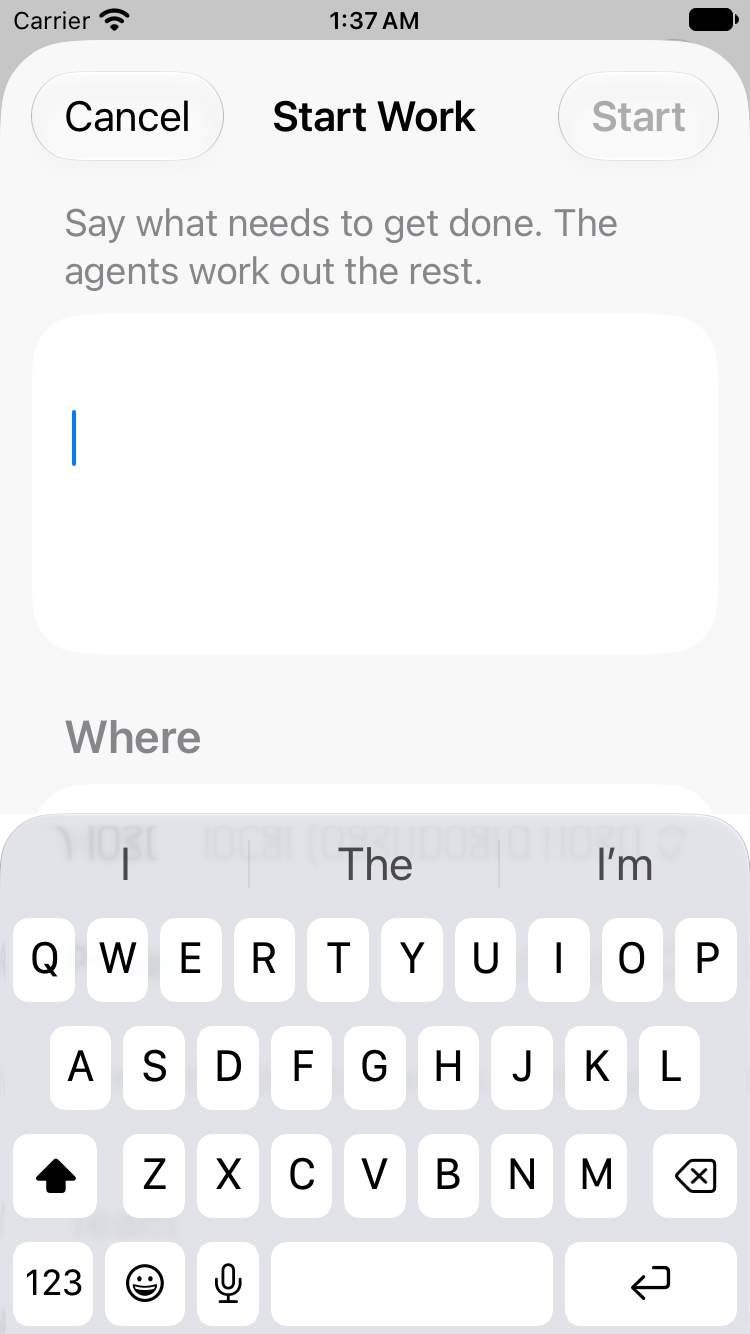 Carrier 1:37 AM
Cancel Start Work Start
Say what needs to get done. The
agents work out the rest.
Where
I The I’m
Q W E R T Y U I O P
A S D F G H J K L
Z X C V B N M
123